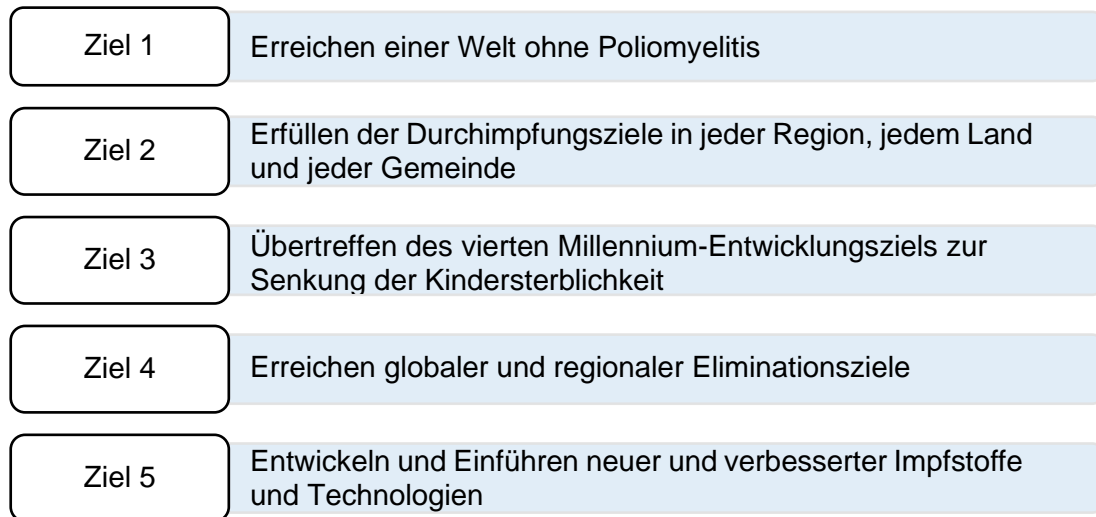 Ziel 1
Erreichen einer Welt ohne Poliomyelitis
Ziel 2
Erfüllen der Durchimpfungsziele in jeder Region, jedem Land
und jeder Gemeinde
Ziel 3
Übertreffen des vierten Millennium-Entwicklungsziels zur
Senkung der Kindersterblichkeit
Ziel 4
Erreichen globaler und regionaler Eliminationsziele
Ziel 5
Entwickeln und Einführen neuer und verbesserter Impfstoffe
und Technologien